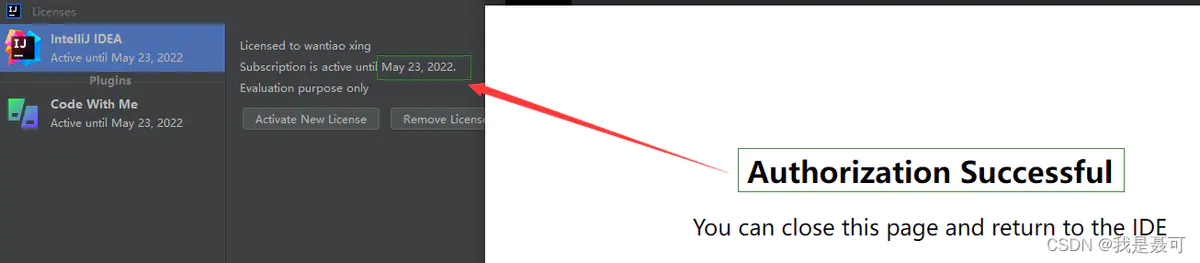 Licenses
IntelliJ IDEA
Active until May 23, 2022
Plugins
Code With Me
Active until May 23, 2022
Licensed to wantiao xing
Subscription is active until May 23, 2022.
Evaluation purpose only
Activate New License
Remove License
Authorization Successful
You can close this page and return to the IDE
CSDN @我是聂可